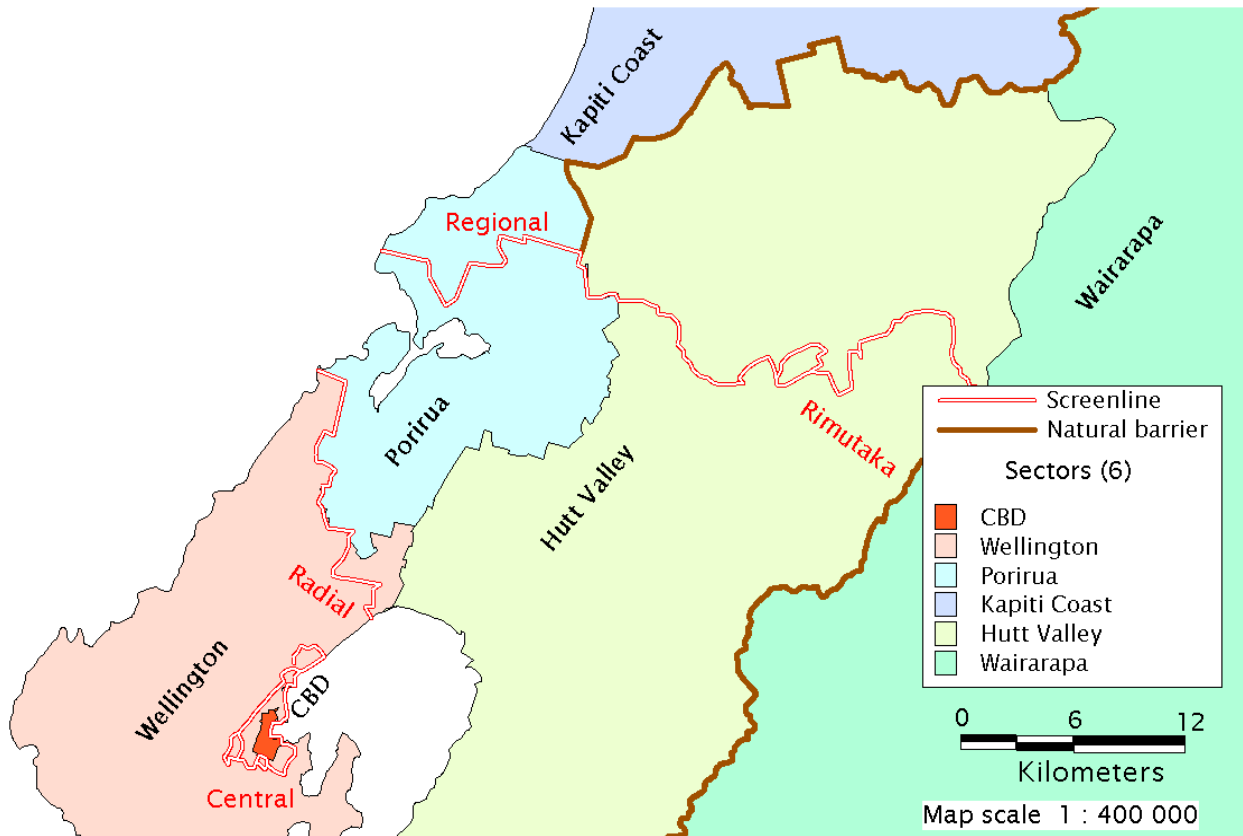 Kapiti Coast
Regional
Wairarapa
Porirua
Rimutaka
Hutt Valley
Radial
Wellington
CBD
Central
Screenline
Natural barrier
Sectors (6)
CBD
Wellington
Porirua
Kapiti Coast
Hutt Valley
Wairarapa
0 6 12
Kilometers
Map scale 1 : 400 000